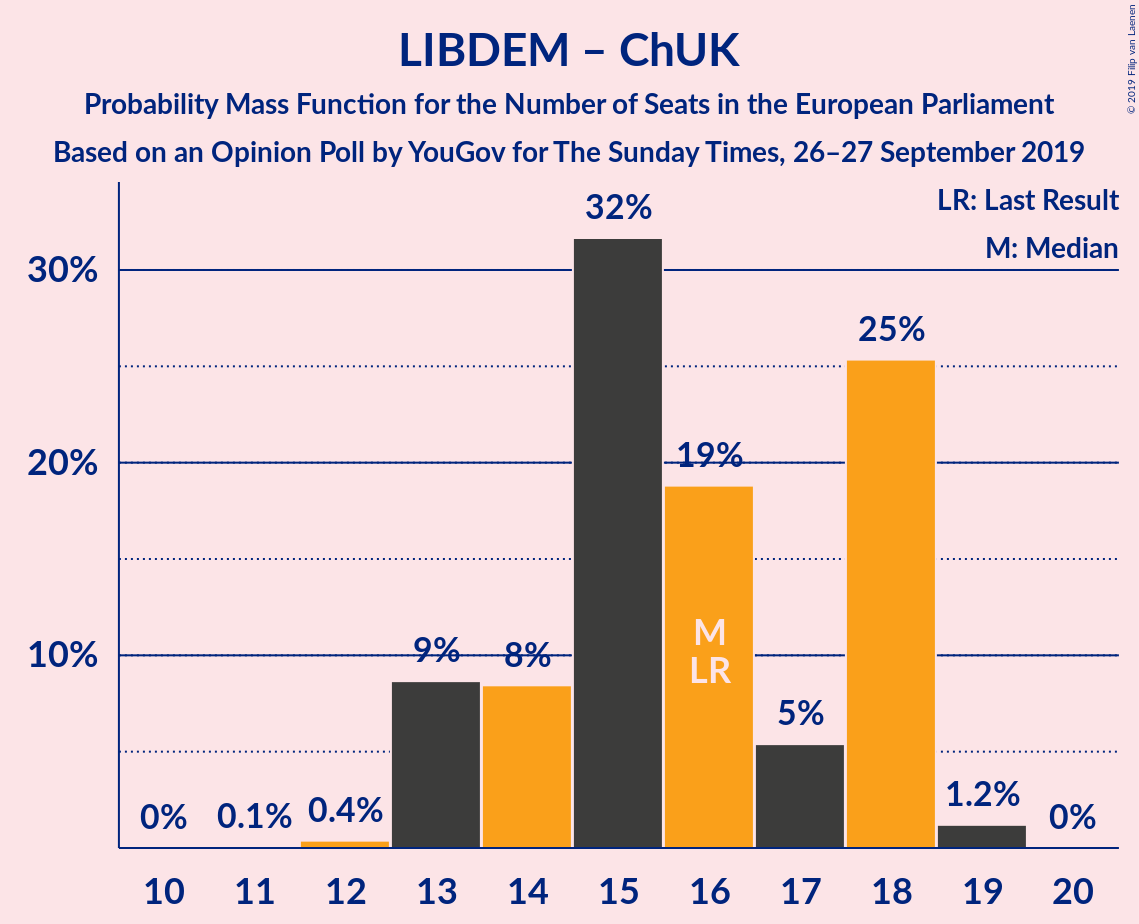 LIBDEM – ChUK
Probability Mass Function for the Number of Seats in the European Parliament
Based on an Opinion Poll by YouGov for The Sunday Times, 26–27 September 2019
© 2019 Filip van Laenen
LR: Last Result
M: Median
30%
20%
10%
0%
0.1%
0.4%
9%
8%
32%
19%
5%
25%
1.2%
0%
M
LR
10 11 12 13 14 15 16 17 18 19 20